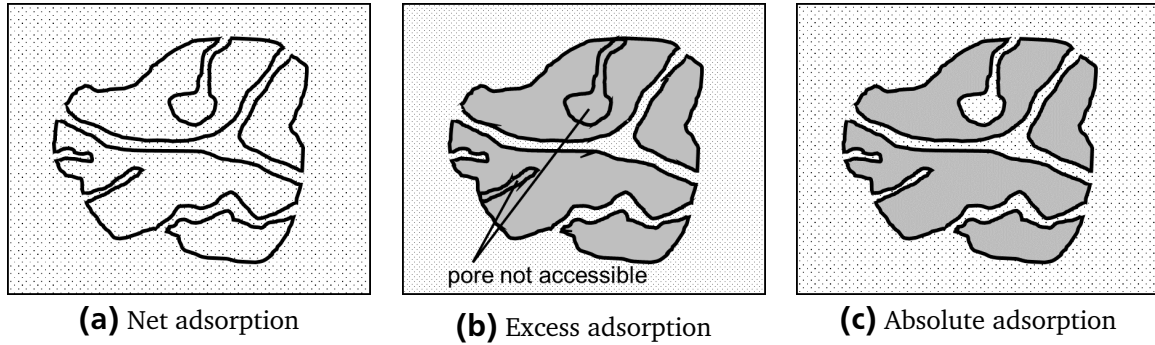 pore not accessible
(a) Net adsorption
(b) Excess adsorption
(c) Absolute adsorption